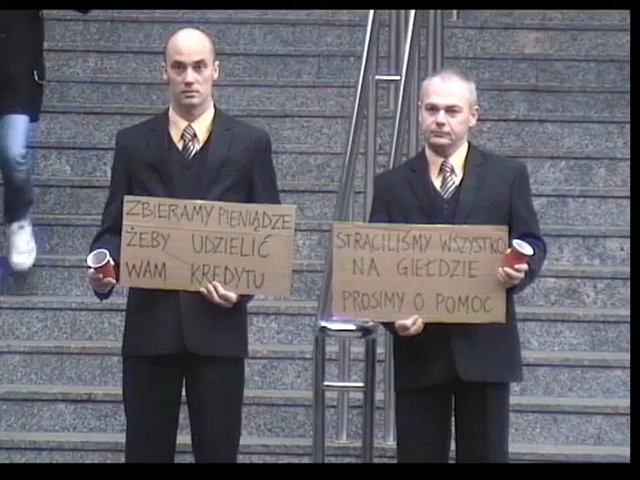 ZBIERAMY PIENIĄDZE
ŻEBY UDZIELIĆ
WAM KREDYTU
STRACILIŚMY WSZYSTKO
NA GIEŁDZIE
PROSIMY O POMOC